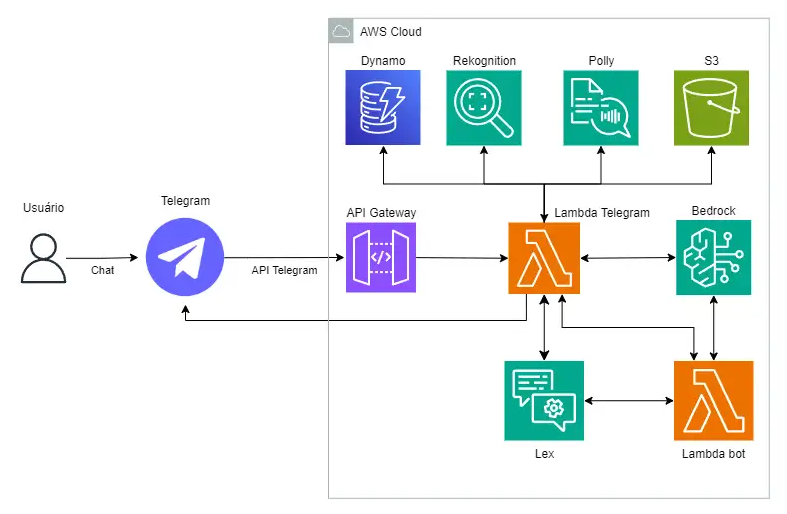 AWS Cloud
Dynamo
Rekognition
Polly
S3
Usuário
Telegram
API Gateway
Lambda Telegram
Bedrock
Chat
API Telegram
Lex
Lambda bot